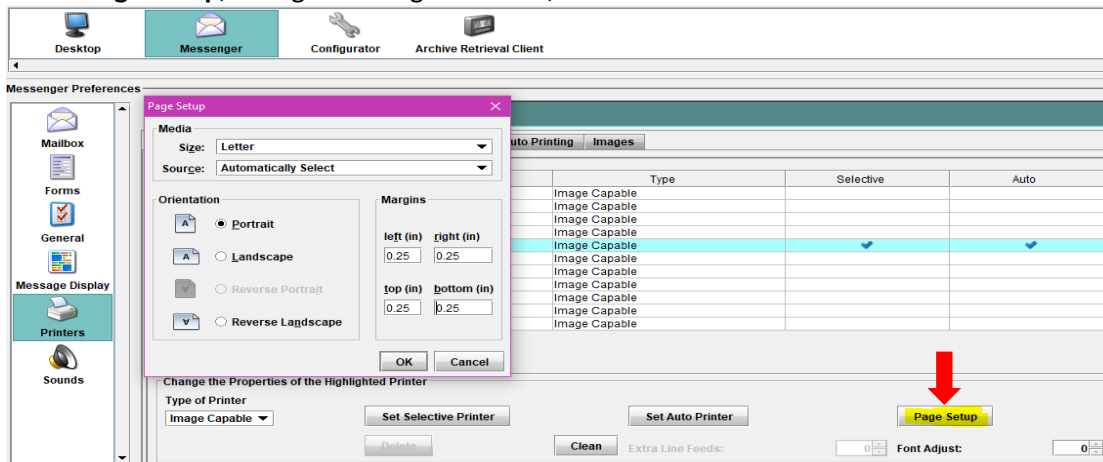 Desktop Messenger Configurator Archive Retrieval Client
Messenger Preferences
Mailbox
Forms
General
Message Display
Printers
Sounds
Page Setup
Media
Size: Letter
Source: Automatically Select
Orientation
Portrait
Landscape
Reverse Portrait
Reverse Landscape
Margins
left (in) right (in)
0.25 0.25
top (in) bottom (in)
0.25 0.25
OK Cancel
Printing Images
Type Selective Auto
Image Capable
Image Capable
Image Capable
Image Capable
Image Capable
Image Capable
Image Capable
Image Capable
Image Capable
Image Capable
Image Capable
Change the Properties of the Highlighted Printer
Type of Printer
Image Capable Set Selective Printer Set Auto Printer Page Setup
Delete Clean Extra Line Feeds: 0 Font Adjust: 0